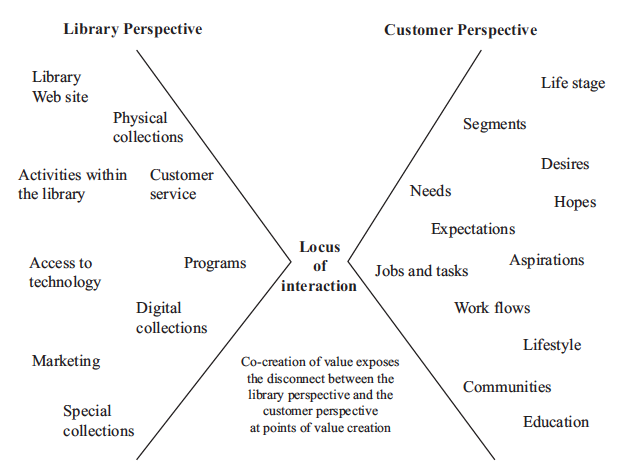 Library Perspective
Customer Perspective
Library
Web site
Physical
collections
Activities within
the library
Customer
service
Access to
technology
Programs
Digital
collections
Marketing
Special
collections
Locus
of
interaction
Co-creation of value exposes
the disconnect between the
library perspective and the
customer perspective
at points of value creation
Life stage
Segments
Desires
Needs
Hopes
Expectations
Aspirations
Jobs and tasks
Work flows
Lifestyle
Communities
Education